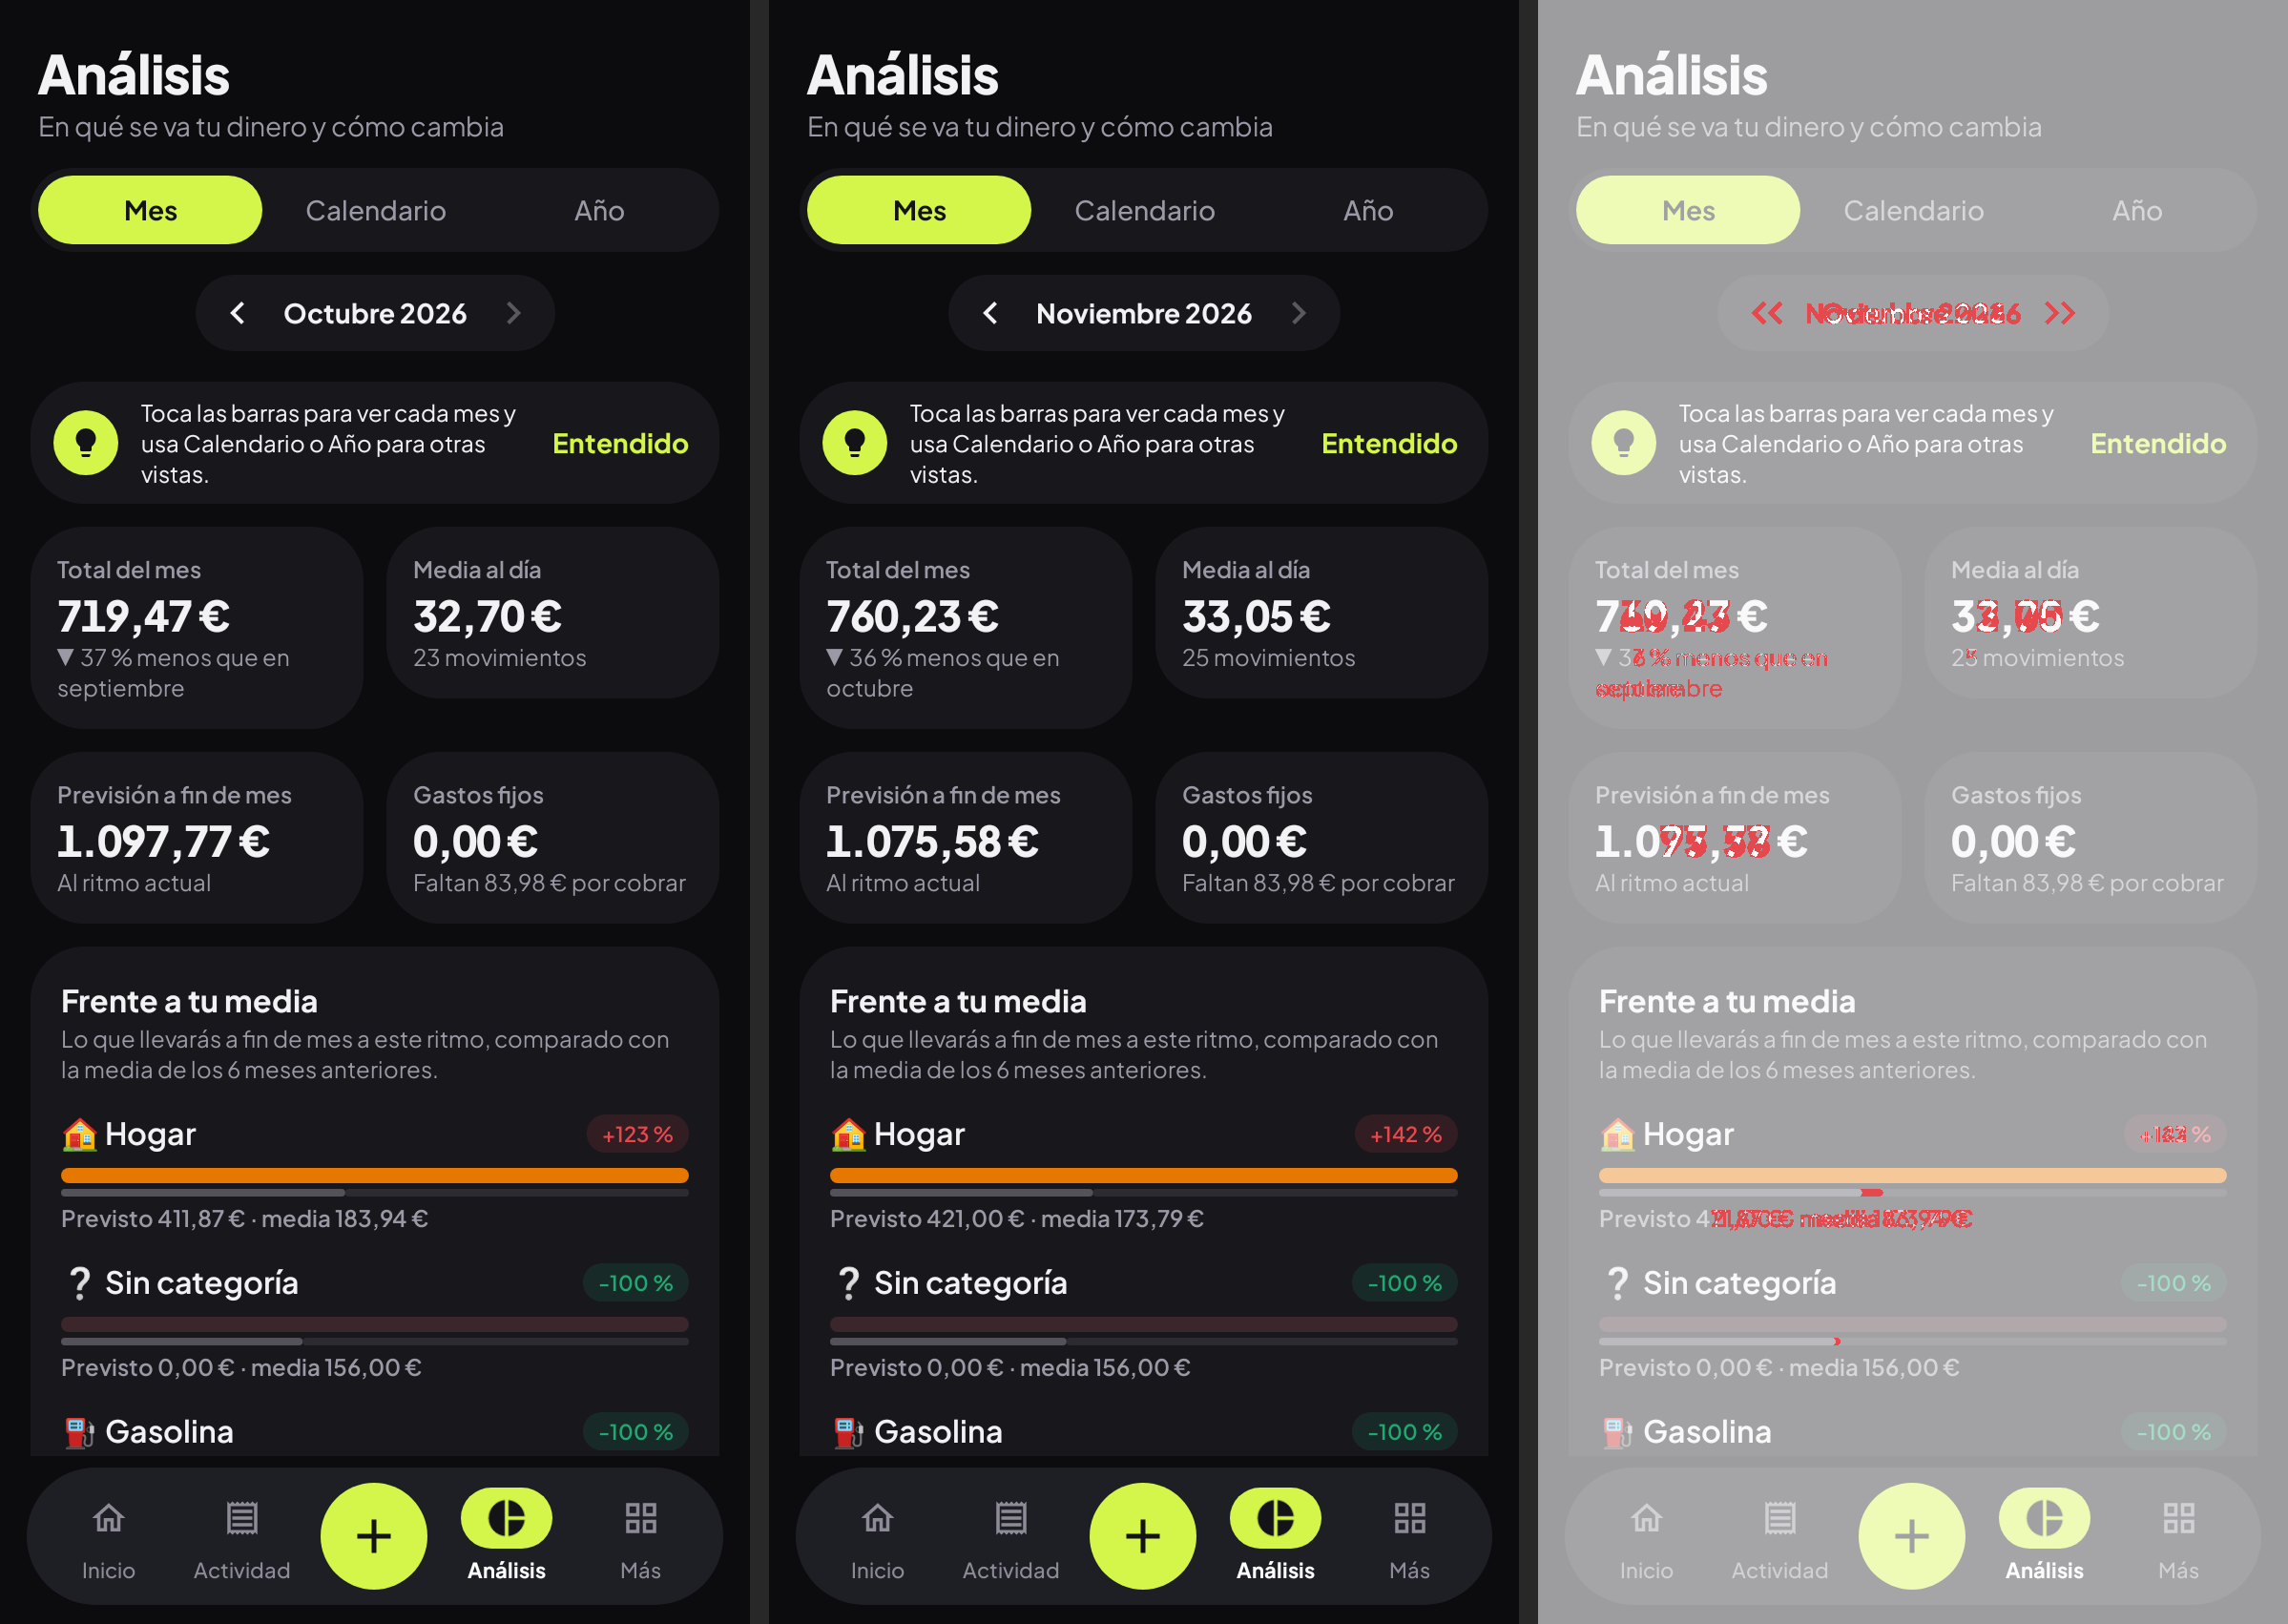 Análisis
En qué se va tu dinero y cómo cambia
Mes
Calendario
Año
Octubre 2026
Toca las barras para ver cada mes y
usa Calendario o Año para otras
vistas.
Entendido
Total del mes
719,47 €
▼ 37 % menos que en
septiembre
Media al día
32,70 €
23 movimientos
Previsión a fin de mes
1.097,77 €
Al ritmo actual
Gastos fijos
0,00 €
Faltan 83,98 € por cobrar
Frente a tu media
Lo que llevarás a fin de mes a este ritmo, comparado con
la media de los 6 meses anteriores.
Hogar
+123 %
Previsto 411,87 € · media 183,94 €
? Sin categoría
-100 %
Previsto 0,00 € · media 156,00 €
Gasolina
-100 %
Inicio
Actividad
+
Análisis
Más
Análisis
En qué se va tu dinero y cómo cambia
Mes
Calendario
Año
Noviembre 2026
Toca las barras para ver cada mes y
usa Calendario o Año para otras
vistas.
Entendido
Total del mes
760,23 €
▼ 36 % menos que en
octubre
Media al día
33,05 €
25 movimientos
Previsión a fin de mes
1.075,58 €
Al ritmo actual
Gastos fijos
0,00 €
Faltan 83,98 € por cobrar
Frente a tu media
Lo que llevarás a fin de mes a este ritmo, comparado con
la media de los 6 meses anteriores.
Hogar
+142 %
Previsto 421,00 € · media 173,79 €
? Sin categoría
-100 %
Previsto 0,00 € · media 156,00 €
Gasolina
-100 %
Inicio
Actividad
+
Análisis
Más
Análisis
En qué se va tu dinero y cómo cambia
Mes
Calendario
Año
Toca las barras para ver cada mes y
usa Calendario o Año para otras
vistas.
Entendido
Total del mes
▼
% menos que en
Media al día
movimientos
Previsión a fin de mes
Al ritmo actual
Gastos fijos
0,00 €
Faltan 83,98 € por cobrar
Frente a tu media
Lo que llevarás a fin de mes a este ritmo, comparado con
la media de los 6 meses anteriores.
Hogar
Previsto
? Sin categoría
-100 %
Previsto 0,00 € · media 156,00 €
Gasolina
-100 %
Inicio
Actividad
+
Análisis
Más